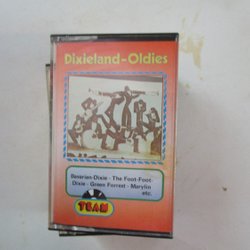 Dixieland-Oldies
Bavarian-Dixie · The Foot-Foot-
Dixie · Green Forrest · Marylin
etc.
TEAM